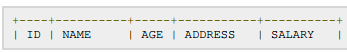 +----+----------+-----+-----------+----------+
| ID | NAME     | AGE | ADDRESS   | SALARY   |